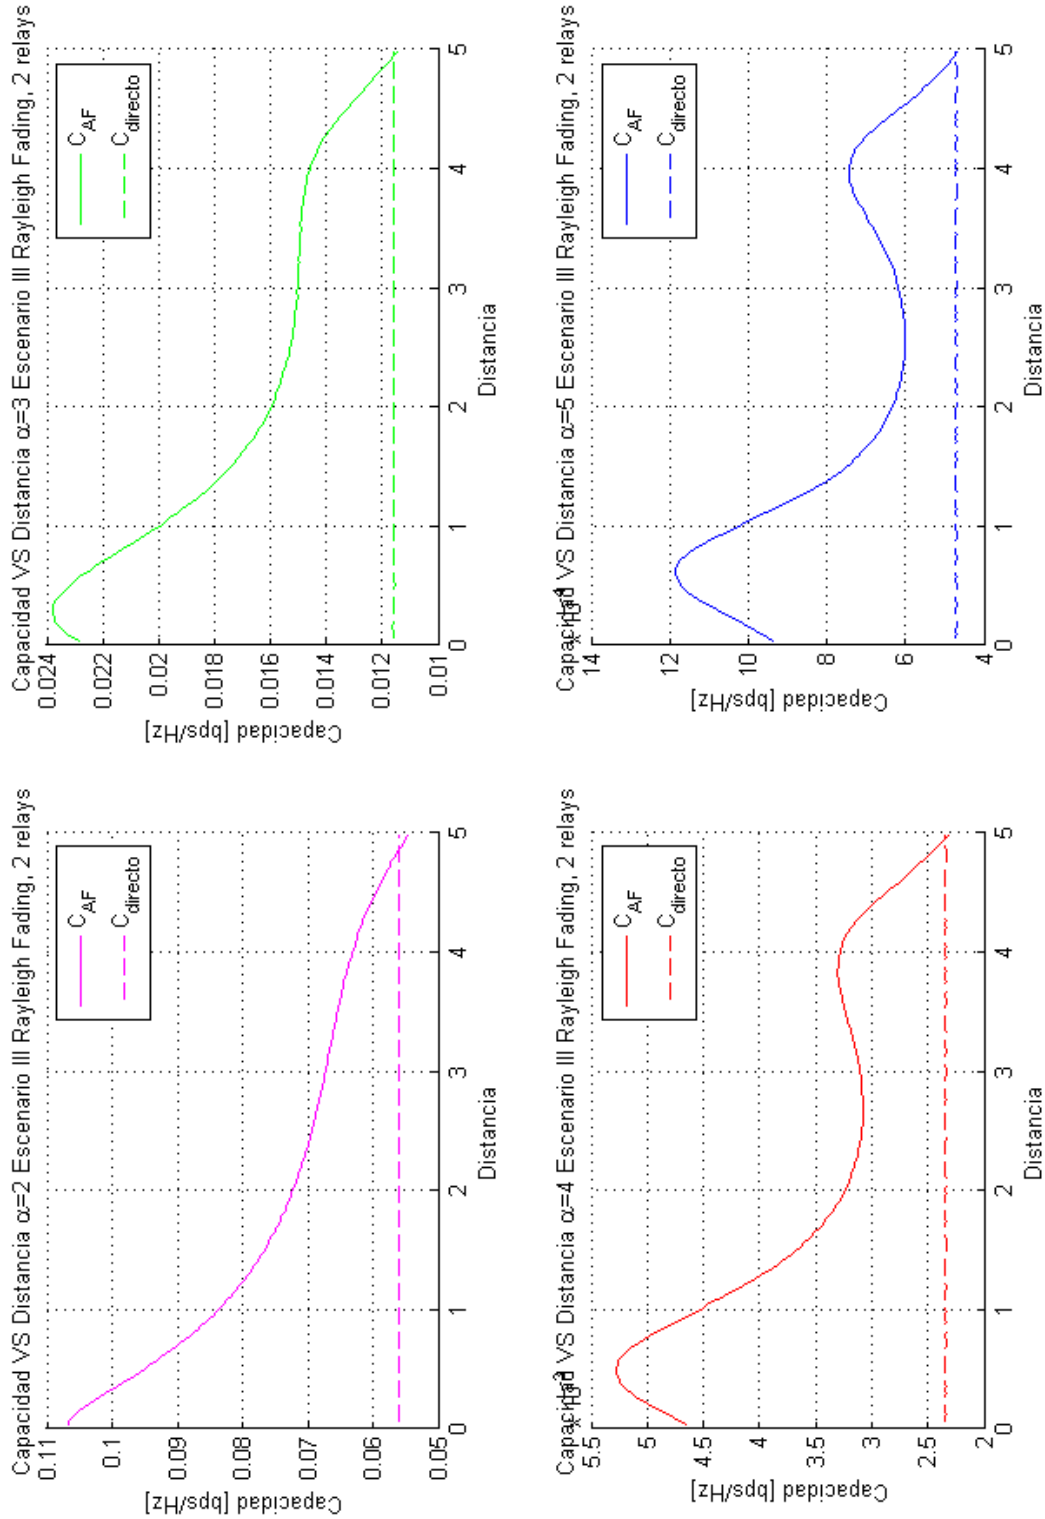 Capacidad VS Distancia α=2 Escenario III Rayleigh Fading, 2 relays
0.11
0.1
0.09
0.08
0.07
0.06
0.05
Capacidad [bps/Hz]
0 1 2 3 4 5
Distancia
C_AF
C_directo
Capacidad VS Distancia α=3 Escenario III Rayleigh Fading, 2 relays
0.024
0.022
0.02
0.018
0.016
0.014
0.012
0.01
Capacidad [bps/Hz]
0 1 2 3 4 5
Distancia
C_AF
C_directo
Capacidad VS Distancia α=4 Escenario III Rayleigh Fading, 2 relays
5.5
5
4.5
4
3.5
3
2.5
2
Capacidad [bps/Hz]
0 1 2 3 4 5
Distancia
C_AF
C_directo
Capacidad VS Distancia α=5 Escenario III Rayleigh Fading, 2 relays
14
12
10
8
6
4
Capacidad [bps/Hz]
0 1 2 3 4 5
Distancia
C_AF
C_directo